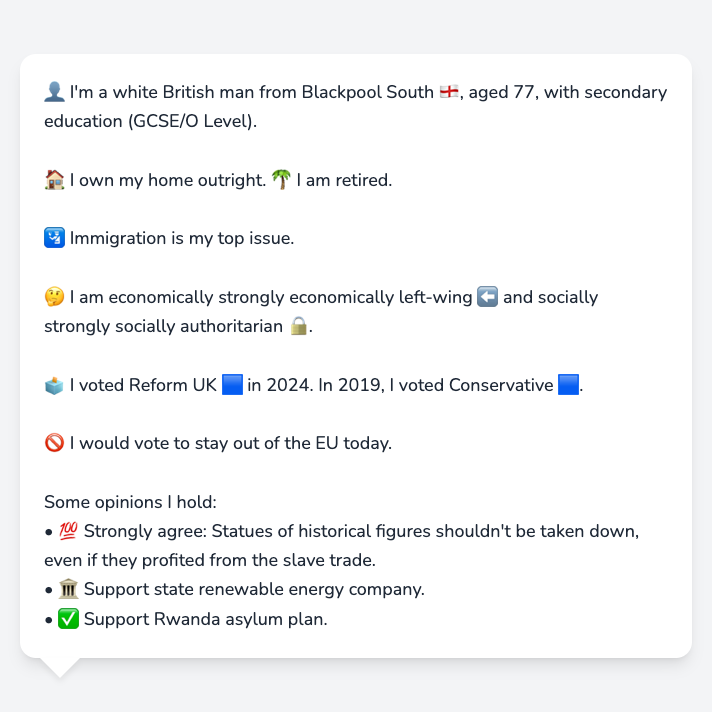 👤 I'm a white British man from Blackpool South 🏴󠁧󠁢󠁥󠁮󠁧󠁿, aged 77, with secondary
education (GCSE/O Level).
🏠 I own my home outright. 🌴 I am retired.
🛂 Immigration is my top issue.
🤔 I am economically strongly economically left-wing ⬅️ and socially
strongly socially authoritarian 🔒.
🗳️ I voted Reform UK 🟦 in 2024. In 2019, I voted Conservative 🟦.
🚫 I would vote to stay out of the EU today.
Some opinions I hold:
• 💯 Strongly agree: Statues of historical figures shouldn't be taken down,
even if they profited from the slave trade.
• 🏛️ Support state renewable energy company.
• ✅ Support Rwanda asylum plan.